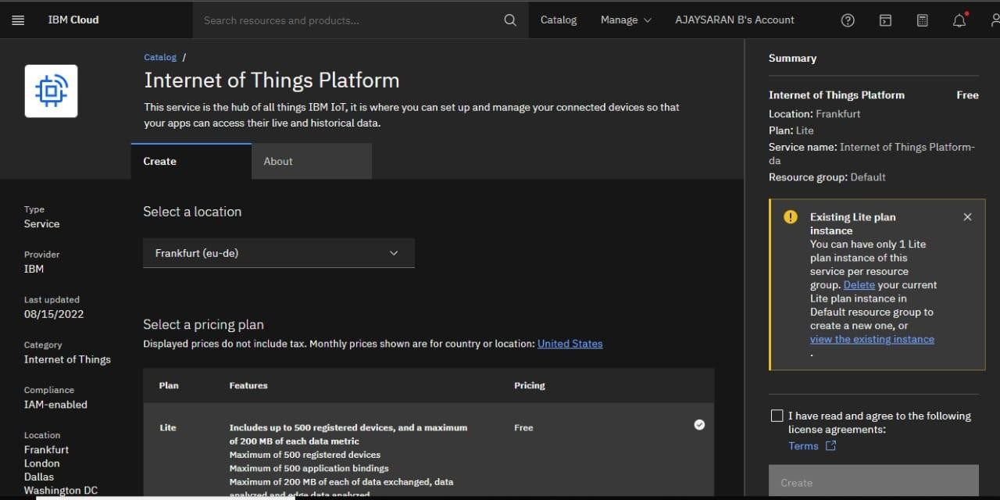 IBM Cloud
Search resources and products...
Catalog
Manage
AJAYSARAN B's Account
Catalog /
Internet of Things Platform
This service is the hub of all things IBM IoT, it is where you can set up and manage your connected devices so that
your apps can access their live and historical data.
Create
About
Type
Service
Provider
IBM
Last updated
08/15/2022
Category
Internet of Things
Compliance
IAM-enabled
Location
Frankfurt
London
Dallas
Washington DC
Select a location
Frankfurt (eu-de)
Select a pricing plan
Displayed prices do not include tax. Monthly prices shown are for country or location: United States
Plan Features Pricing
Lite
Includes up to 500 registered devices, and a maximum
of 200 MB of each data metric
Maximum of 500 registered devices
Maximum of 500 application bindings
Maximum of 200 MB of each of data exchanged, data
analyzed and edge data analyzed
Free
Summary
Internet of Things Platform Free
Location: Frankfurt
Plan: Lite
Service name: Internet of Things Platform-
da
Resource group: Default
Existing Lite plan
instance
You can have only 1 Lite
plan instance of this
service per resource
group. Delete your current
Lite plan instance in
Default resource group to
create a new one, or
view the existing instance
.
I have read and agree to the following
license agreements:
Terms
Create